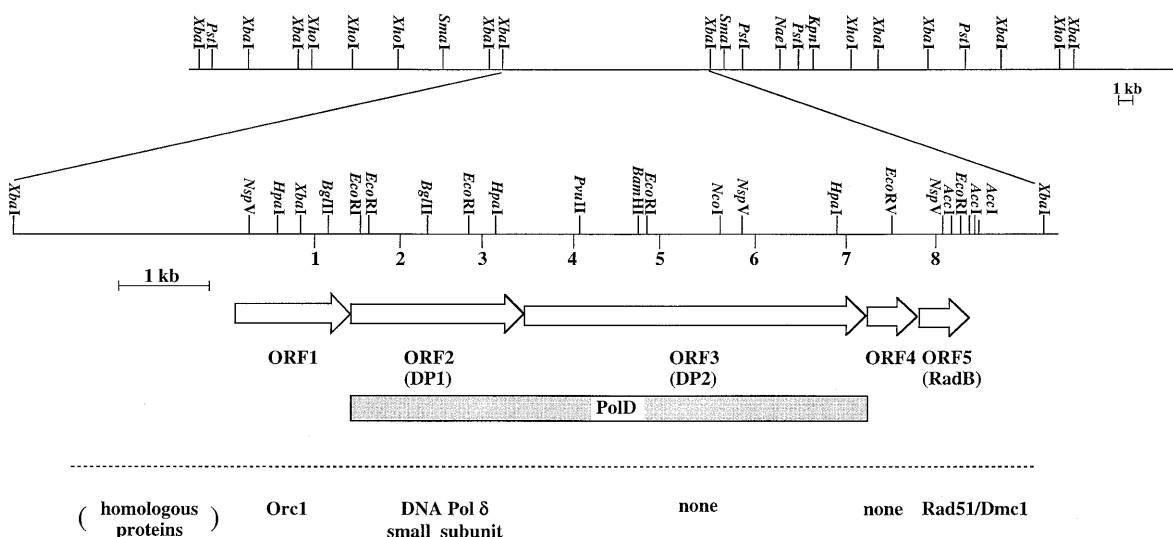 XbaI PstI XbaI XbaI XhoI XhoI XhoI SmaI XbaI XbaI XbaI SmaI PstI NaeI PstI KpnI XhoI XbaI XbaI PstI XbaI XhoI XbaI
1 kb
XbaI NspV HpaI XbaI BglII EcoRI EcoRI BglII EcoRI HpaI PvuII BamHI EcoRI NcoI NspV HpaI EcoRV NspV AccI EcoRI AccI AccI XbaI
1 2 3 4 5 6 7 8
1 kb
ORF1 ORF2 ORF3 ORF4 ORF5
(DP1) (DP2) (RadB)
PolD
( homologous ) Orc1 DNA Pol δ none none Rad51/Dmc1
proteins small subunit